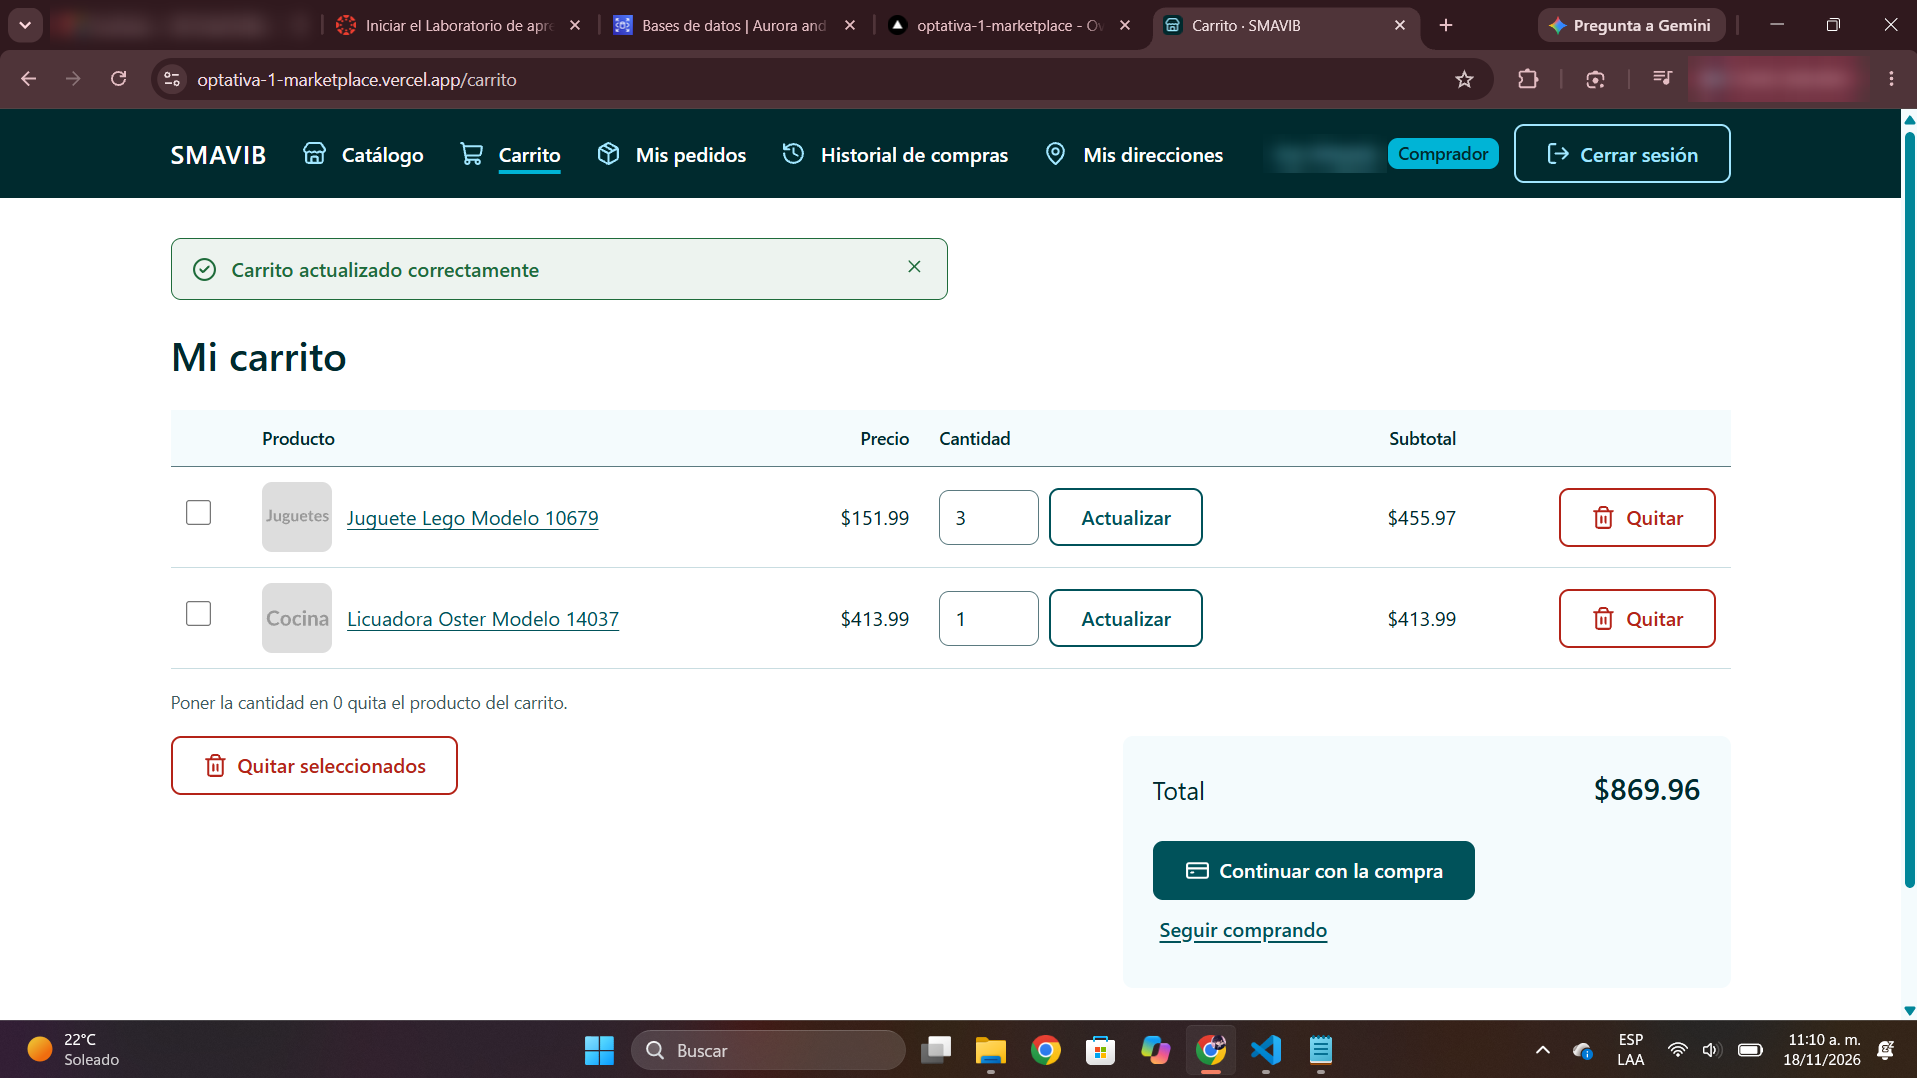 Iniciar el Laboratorio de apre
Bases de datos | Aurora and
optativa-1-marketplace - Ov
Carrito · SMAVIB
Pregunta a Gemini
optativa-1-marketplace.vercel.app/carrito
SMAVIB
Catálogo
Carrito
Mis pedidos
Historial de compras
Mis direcciones
Comprador
Cerrar sesión
Carrito actualizado correctamente
Mi carrito
Producto Precio Cantidad Subtotal
Juguetes Juguete Lego Modelo 10679 $151.99 3 Actualizar $455.97 Quitar
Cocina Licuadora Oster Modelo 14037 $413.99 1 Actualizar $413.99 Quitar
Poner la cantidad en 0 quita el producto del carrito.
Quitar seleccionados
Total $869.96
Continuar con la compra
Seguir comprando
22°C
Soleado
Buscar
ESP
LAA
11:10 a. m.
18/11/2026